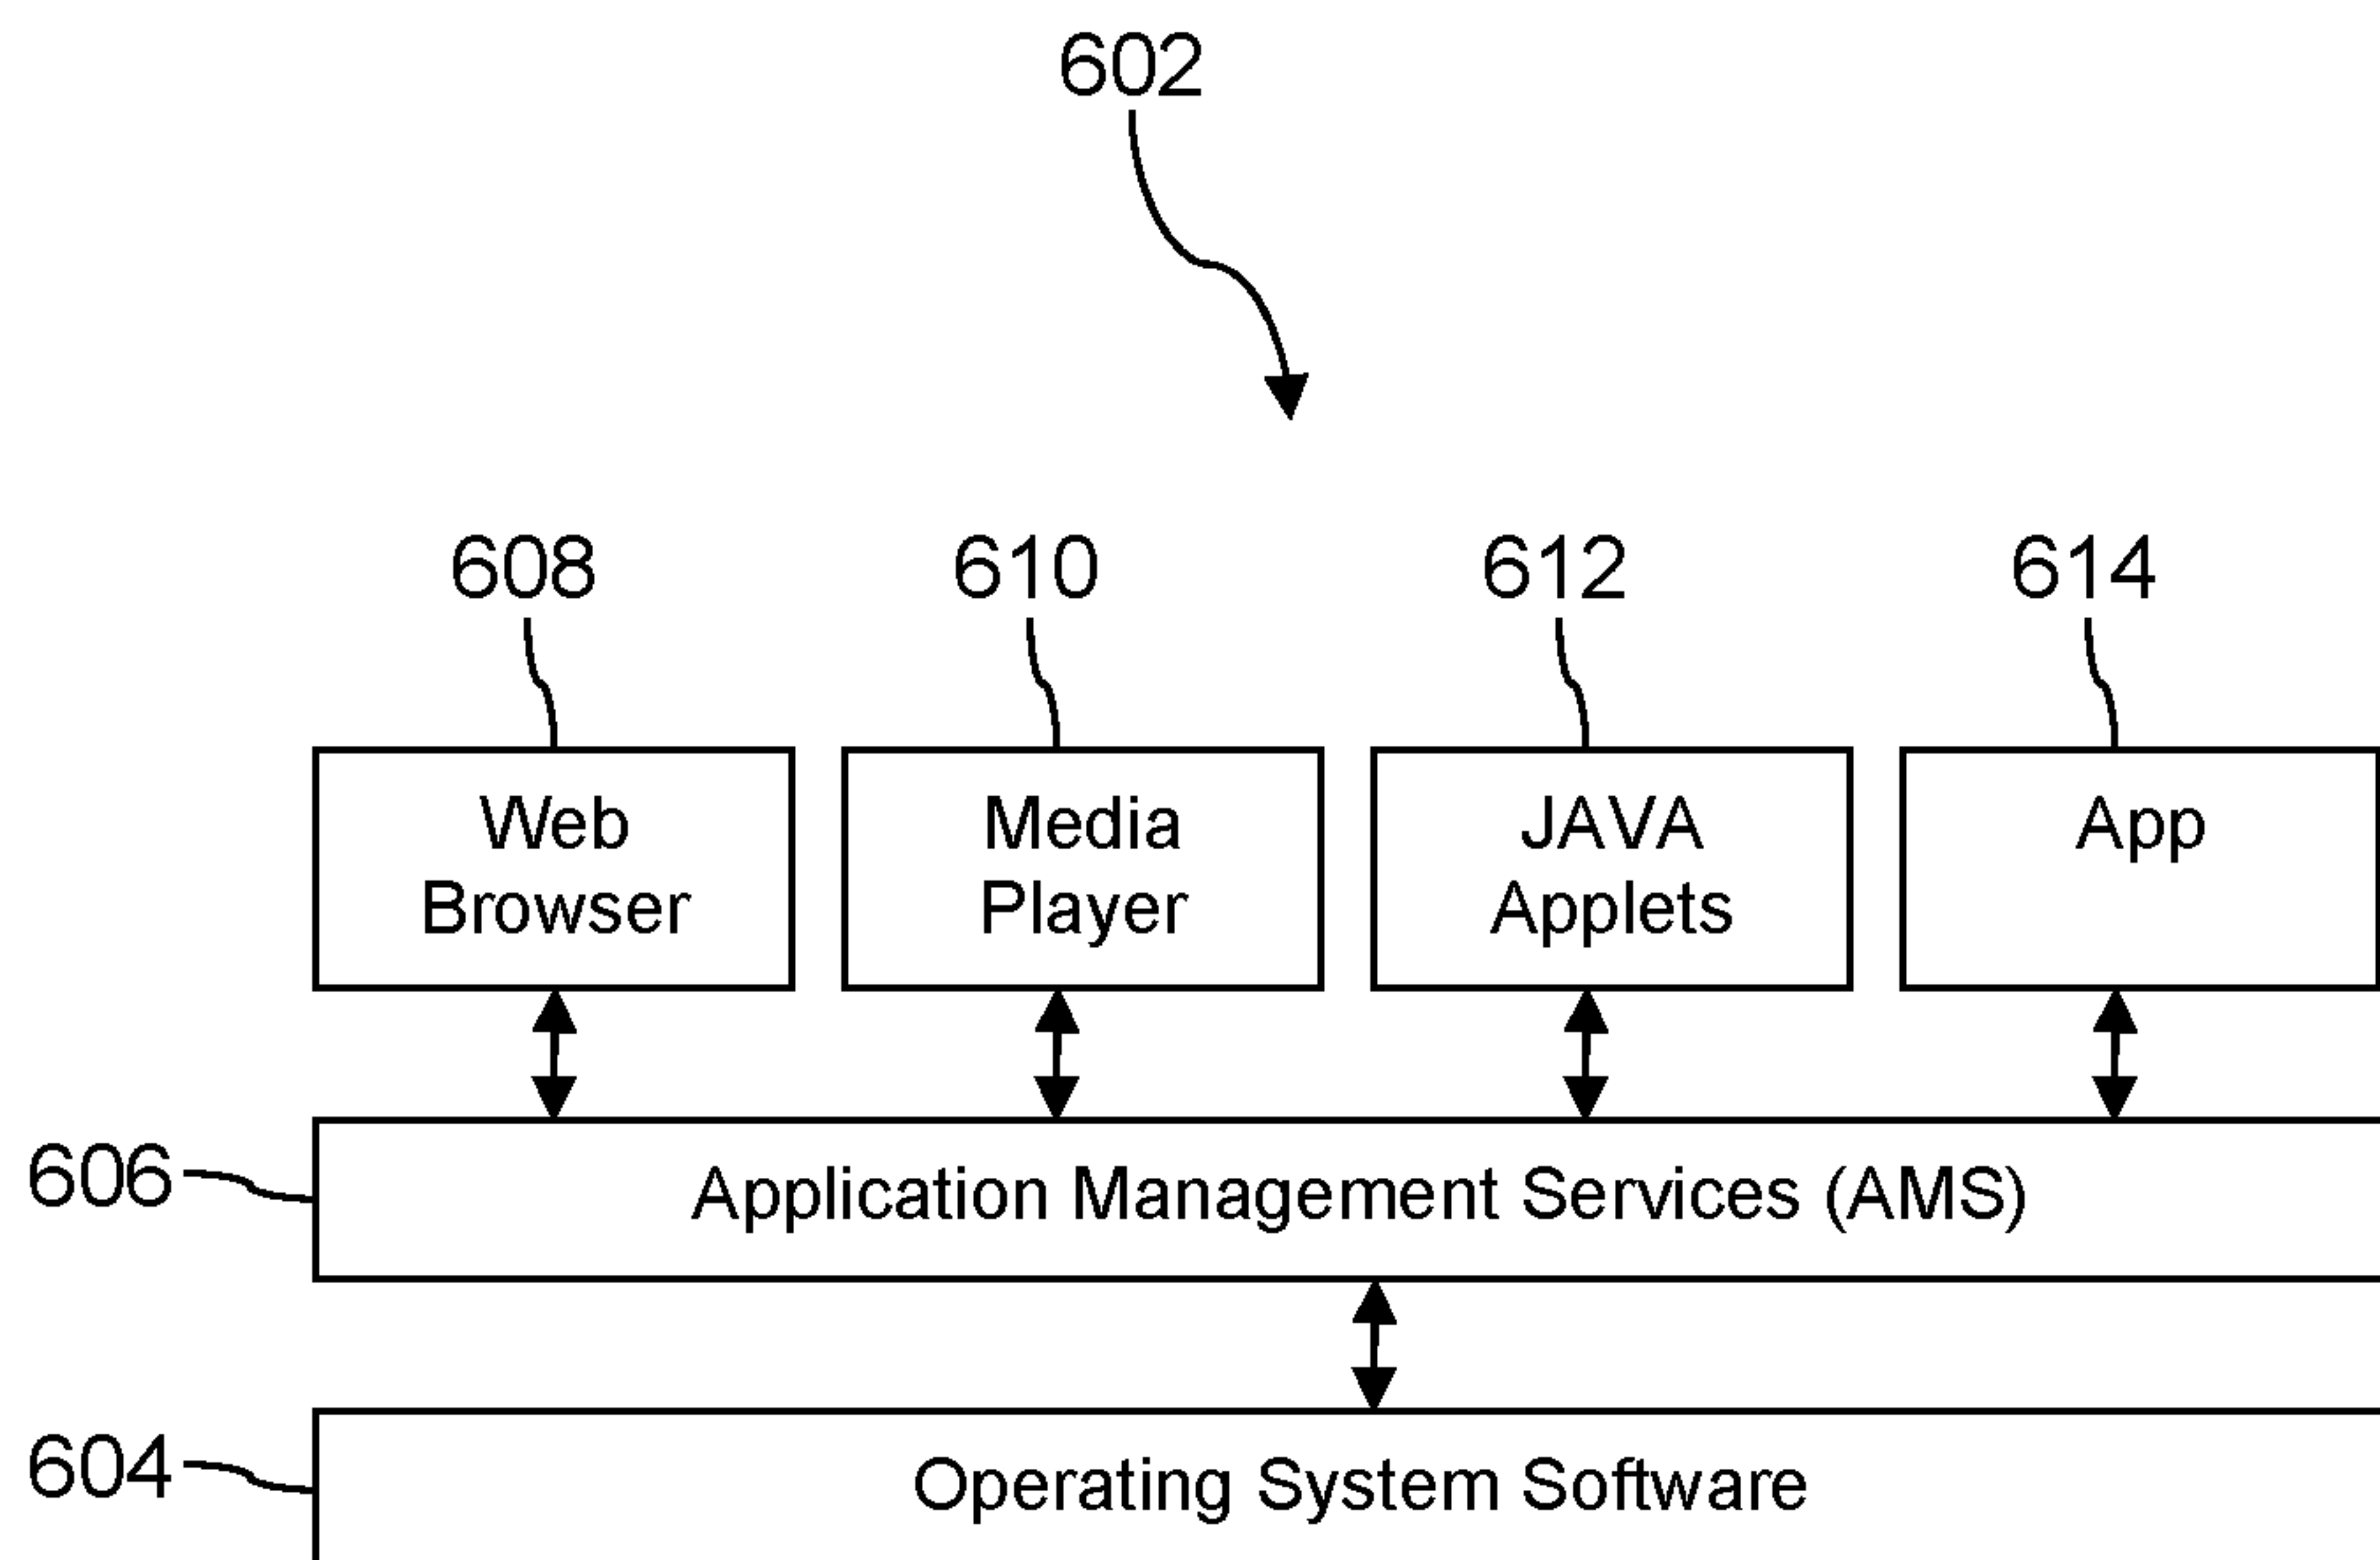 602
608
610
612
614
Web
Browser
Media
Player
JAVA
Applets
App
606
Application Management Services (AMS)
604
Operating System Software